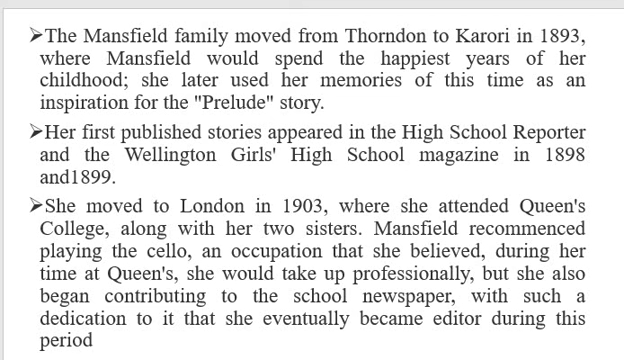 ➢The Mansfield family moved from Thorndon to Karori in 1893,
where Mansfield would spend the happiest years of her
childhood; she later used her memories of this time as an
inspiration for the "Prelude" story.
➢Her first published stories appeared in the High School Reporter
and the Wellington Girls' High School magazine in 1898
and1899.
➢She moved to London in 1903, where she attended Queen's
College, along with her two sisters. Mansfield recommenced
playing the cello, an occupation that she believed, during her
time at Queen's, she would take up professionally, but she also
began contributing to the school newspaper, with such a
dedication to it that she eventually became editor during this
period